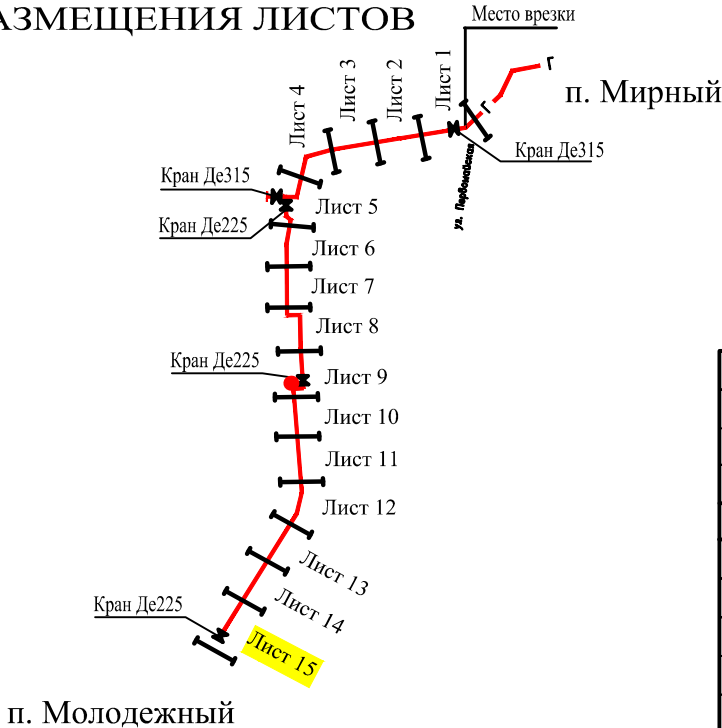 АЗМЕЩЕНИЯ ЛИСТОВ
Место врезки
Г
Г
п. Мирный
Лист 1
Лист 2
Лист 3
Лист 4
Кран Де315
ул. Первомайская
Кран Де315
Лист 5
Кран Де225
Лист 6
Лист 7
Лист 8
Кран Де225
Лист 9
Лист 10
Лист 11
Лист 12
Лист 13
Кран Де225
Лист 14
Лист 15
п. Молодежный